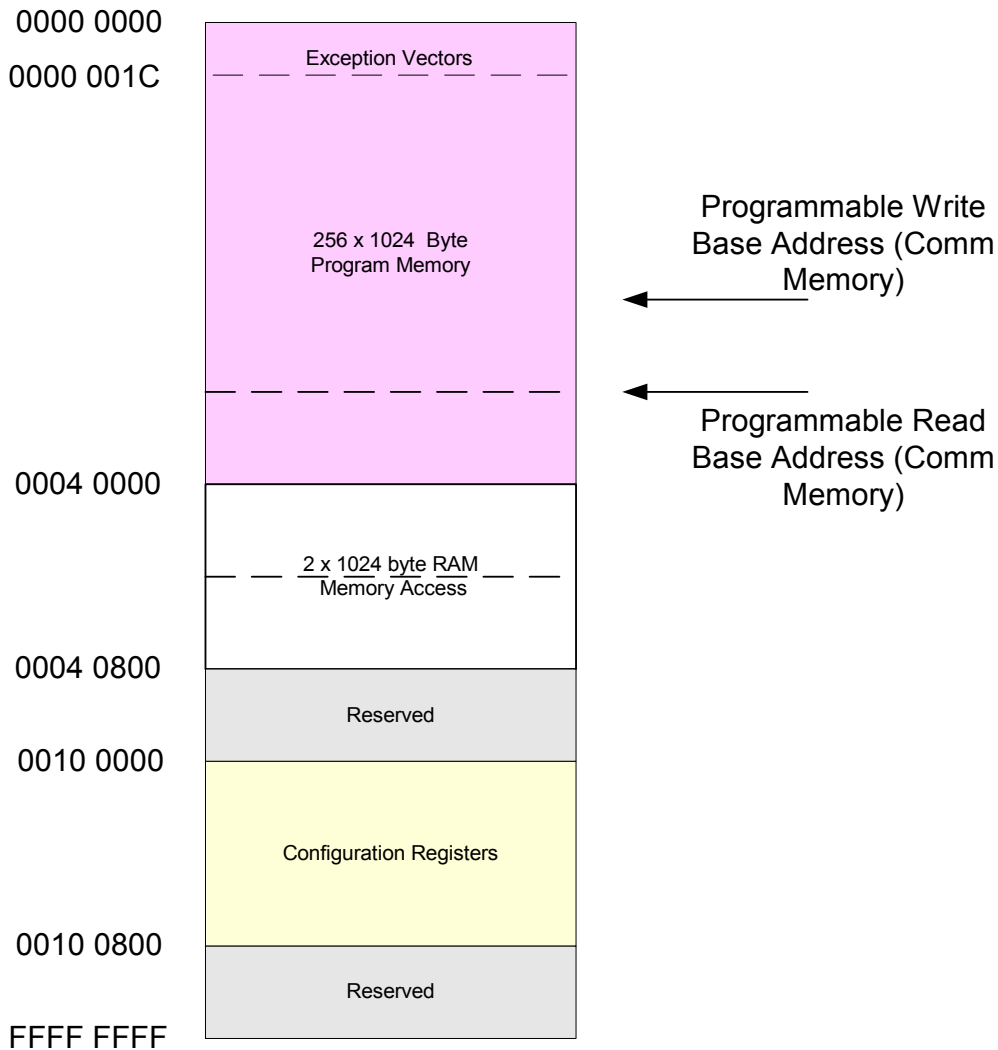 0000 0000
Exception Vectors
0000 001C
Programmable Write
Base Address (Comm
Memory)
256 x 1024 Byte
Program Memory
Programmable Read
Base Address (Comm
Memory)
0004 0000
2 x 1024 byte RAM
Memory Access
0004 0800
Reserved
0010 0000
Configuration Registers
0010 0800
Reserved
FFFF FFFF